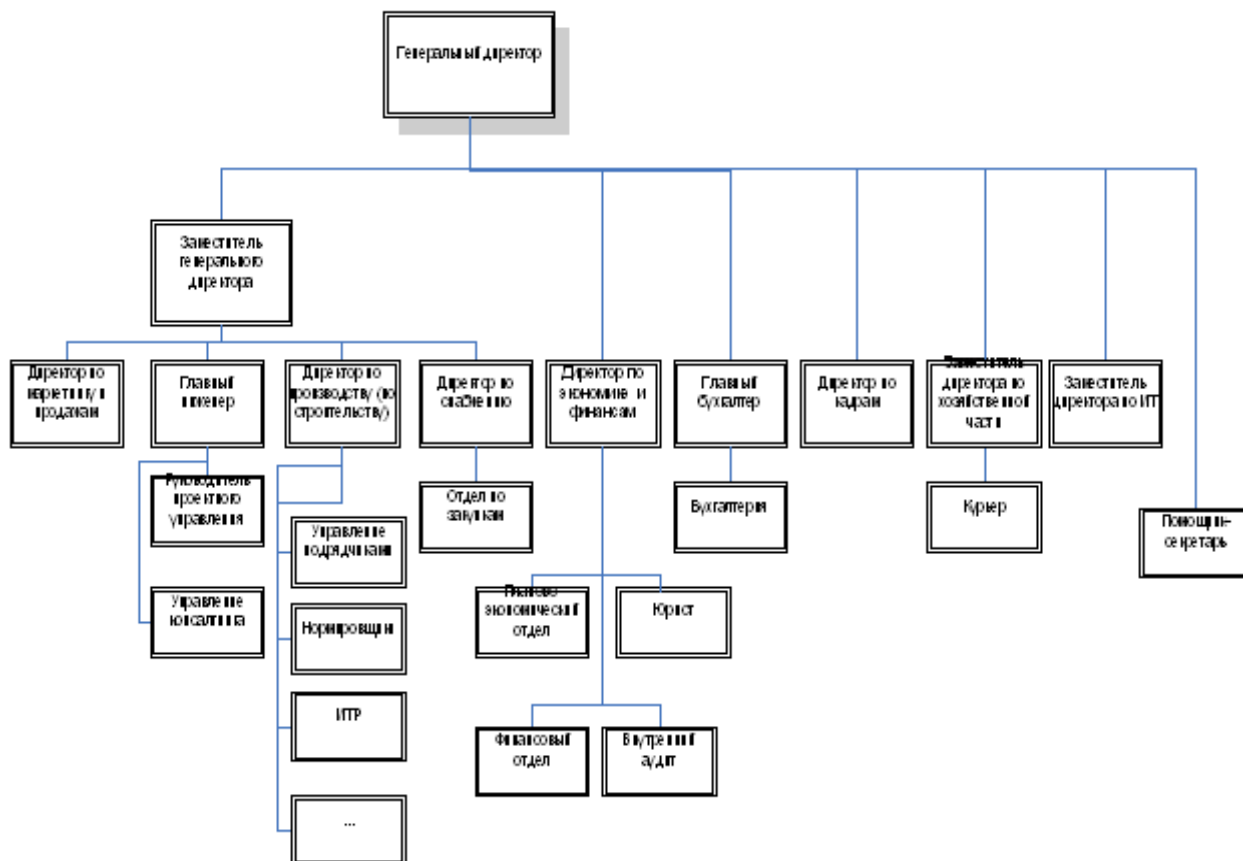 Генеральный директор
Заместитель
генерального
директора
Директор по
маркетингу и
продажам
Главный
инженер
Директор по
производству (по
строительству)
Директор по
снабжению
Директор по
экономике и
финансам
Главный
бухгалтер
Директор по
кадрам
Заместитель
директора по
хозяйственной
части
Заместитель
директора по ИТ
Руководитель
проектного
управления
Управление
консалтинга
Управление
подрядчиками
Нормировщики
ИТР
...
Отдел по
закупкам
Планово
экономический
отдел
Юрист
Финансовый
отдел
Внутренний
аудит
Бухгалтерия
Курьер
Помощник-
секретарь